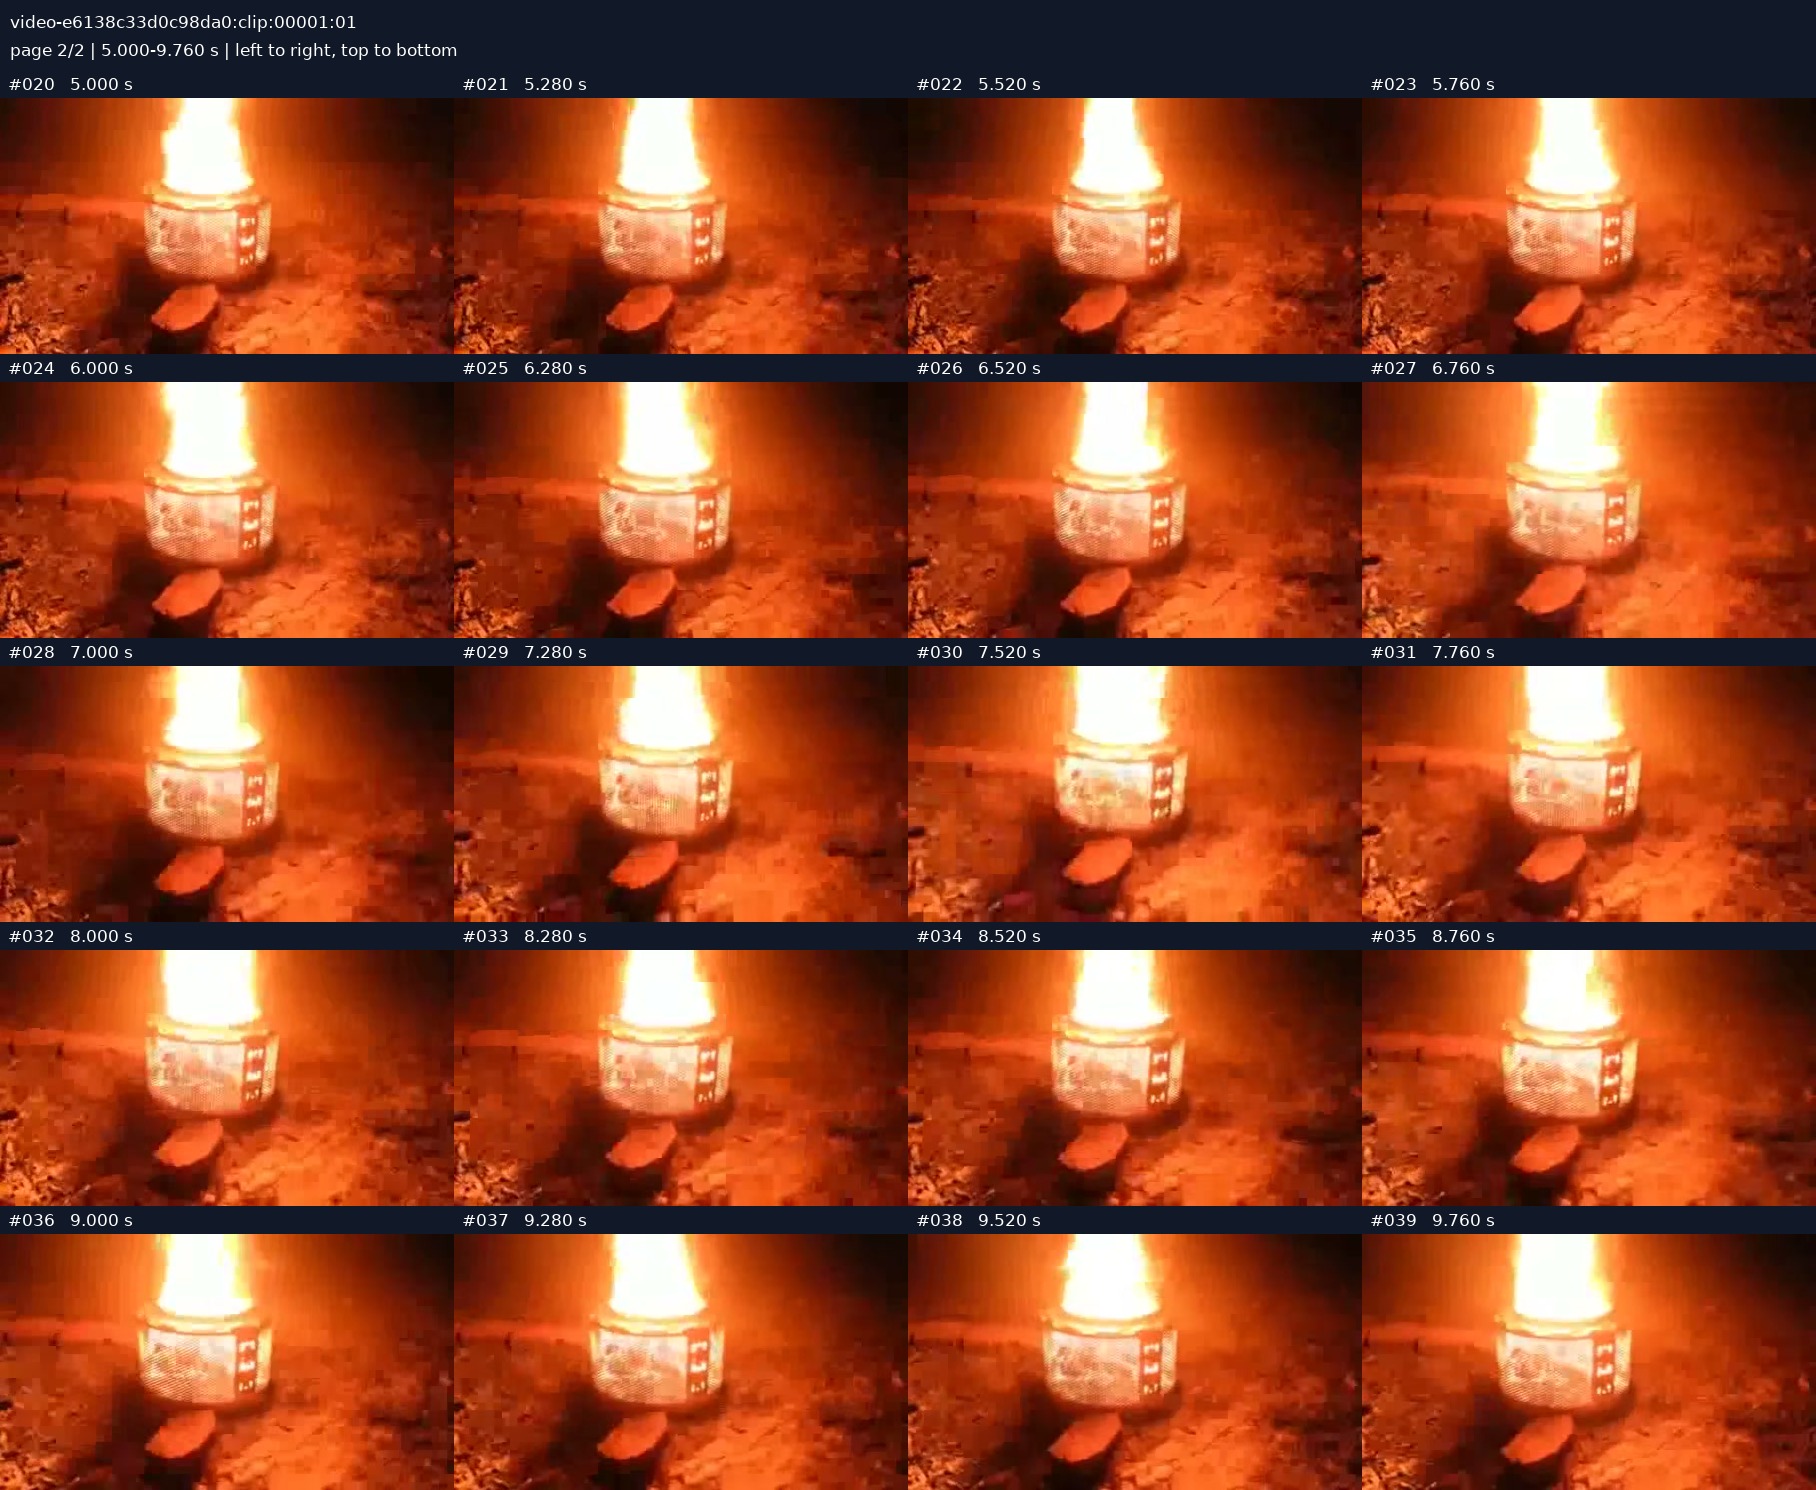 video-e6138c33d0c98da0:clip:00001:01
page 2/2 | 5.000-9.760 s | left to right, top to bottom
#020 5.000 s
#021 5.280 s
#022 5.520 s
#023 5.760 s
#024 6.000 s
#025 6.280 s
#026 6.520 s
#027 6.760 s
#028 7.000 s
#029 7.280 s
#030 7.520 s
#031 7.760 s
#032 8.000 s
#033 8.280 s
#034 8.520 s
#035 8.760 s
#036 9.000 s
#037 9.280 s
#038 9.520 s
#039 9.760 s